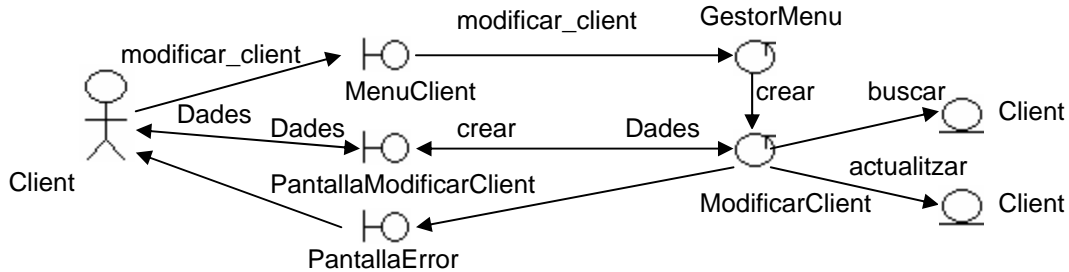 GestorMenu
modificar_client
modificar_client
MenuClient
crear
buscar
Client
Dades
Dades
crear
Dades
Client
PantallaModificarClient
actualitzar
ModificarClient
Client
PantallaError